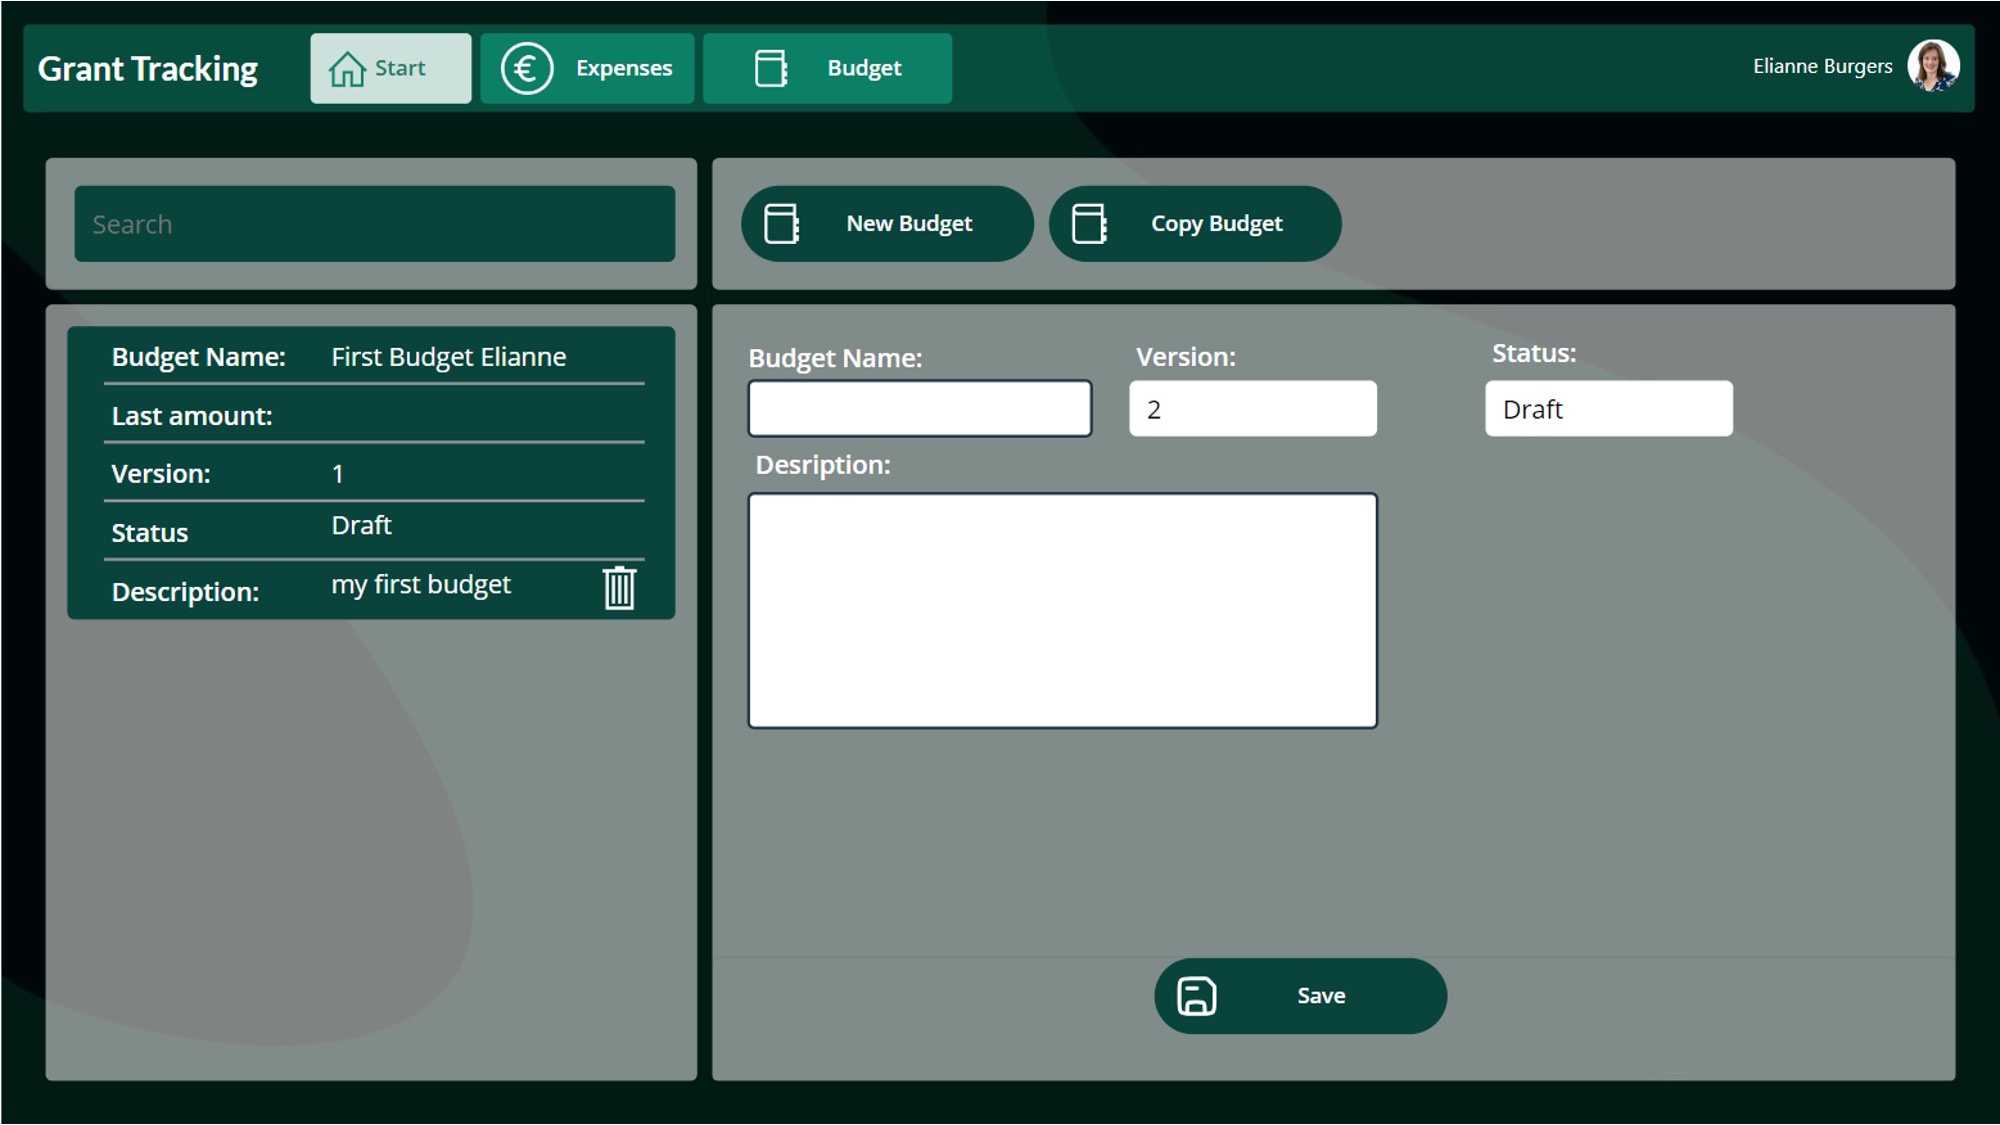 Grant Tracking
Start
Expenses
Budget
Elianne Burgers
Search
New Budget
Copy Budget
Budget Name: First Budget Elianne
Last amount:
Version: 1
Status Draft
Description: my first budget
Budget Name:
Version:
2
Status:
Draft
Desription:
Save